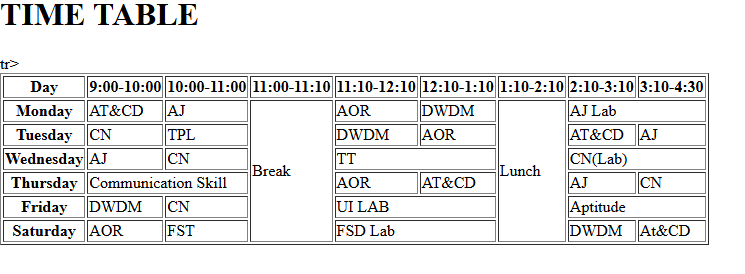 TIME TABLE
tr>
Day 9:00-10:00 10:00-11:00 11:00-11:10 11:10-12:10 12:10-1:10 1:10-2:10 2:10-3:10 3:10-4:30
Monday AT&CD AJ AOR DWDM AJ Lab
Tuesday CN TPL DWDM AOR AT&CD AJ
Wednesday AJ CN TT CN(Lab)
Break Lunch
Thursday Communication Skill AOR AT&CD AJ CN
Friday DWDM CN UI LAB Aptitude
Saturday AOR FST FSD Lab DWDM At&CD